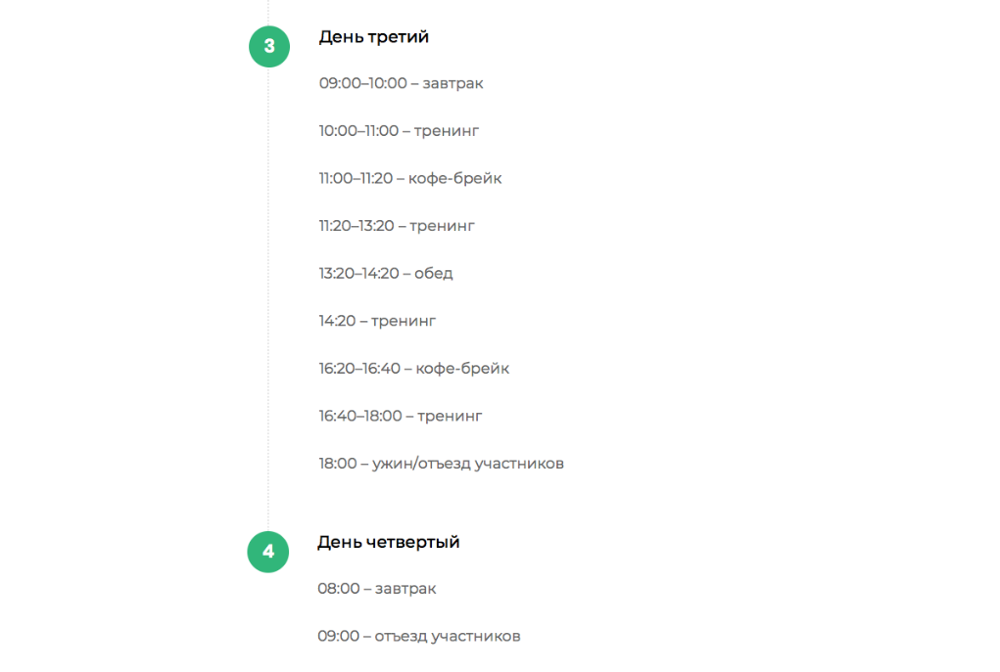 3
День третий
09:00–10:00 – завтрак
10:00–11:00 – тренинг
11:00–11:20 – кофе-брейк
11:20–13:20 – тренинг
13:20–14:20 – обед
14:20 – тренинг
16:20–16:40 – кофе-брейк
16:40–18:00 – тренинг
18:00 – ужин/отъезд участников
4
День четвертый
08:00 – завтрак
09:00 – отъезд участников